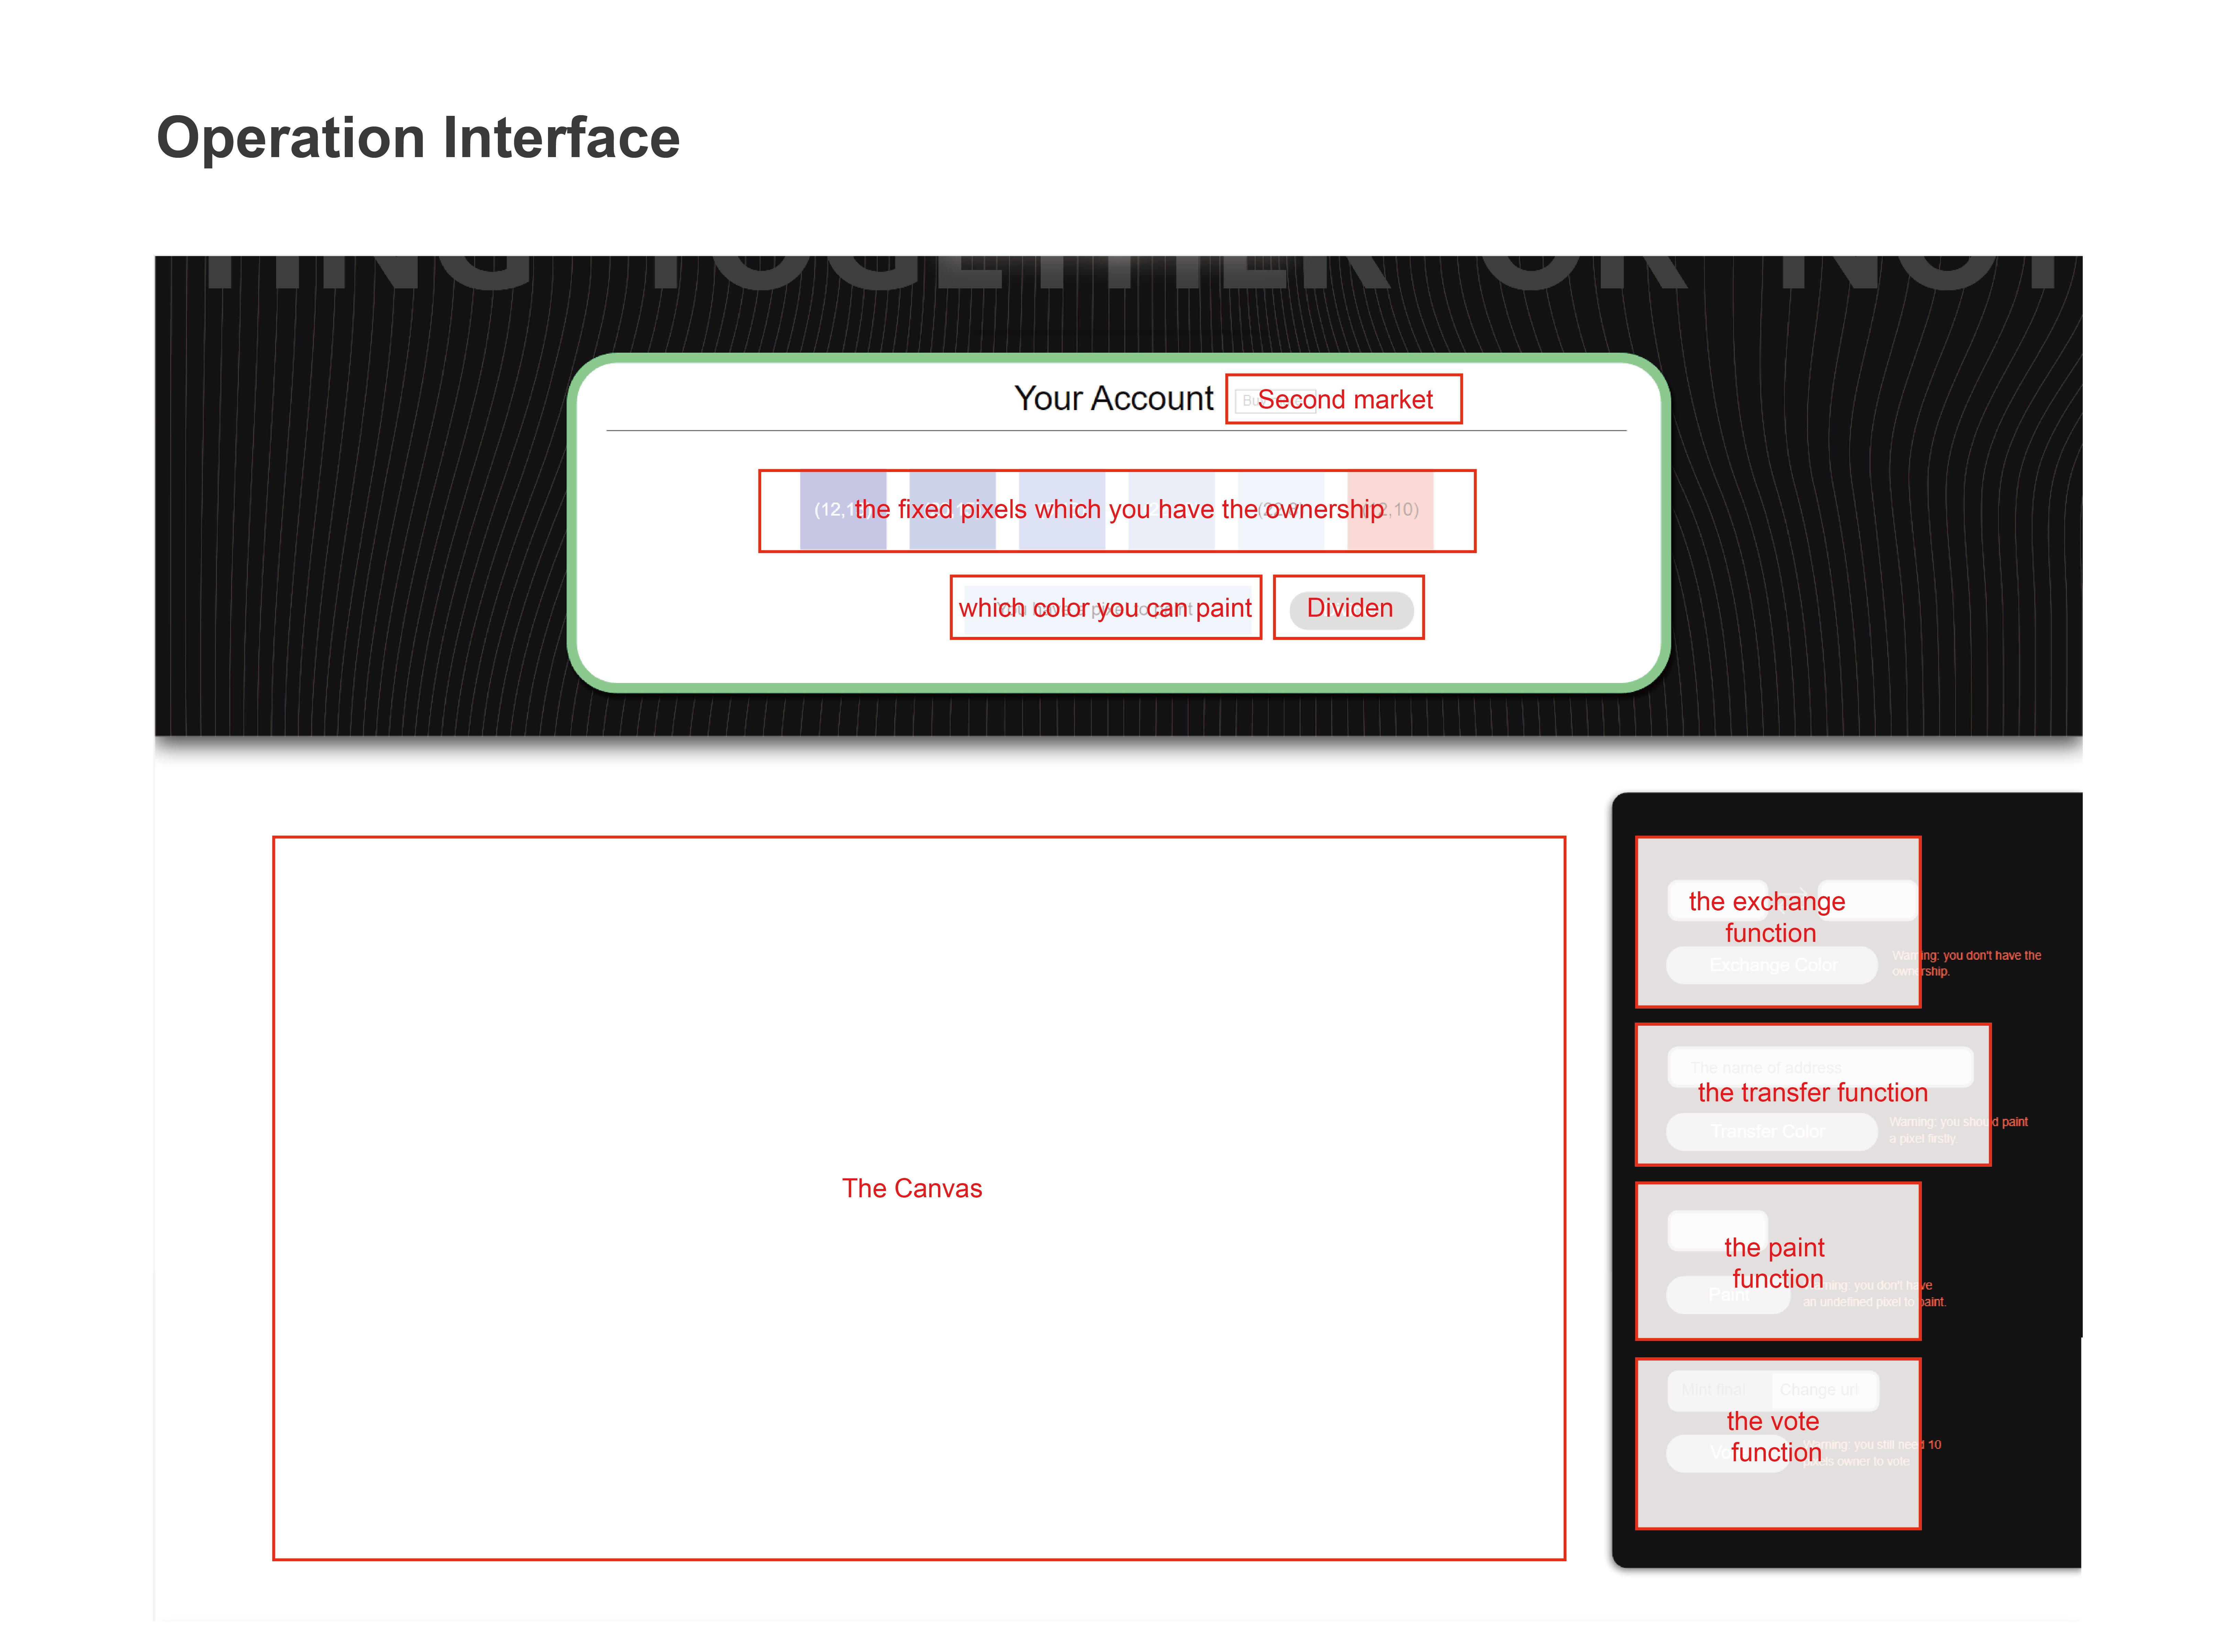 Operation Interface
TING TOGETHER OR NOT
Your Account
Second market
the fixed pixels which you have the ownership
which color you can paint
Dividen
the exchange
function
Exchange Color
Warning: you don't have the
ownership.
The name of address
the transfer function
Transfer Color
Warning: you should paint
a pixel firstly
The Canvas
the paint
function
Paint
Warning: you don't have
an undefined pixel to paint.
Mint final
Change url
the vote
function
Warning: you still need 10
pixels owner to vote